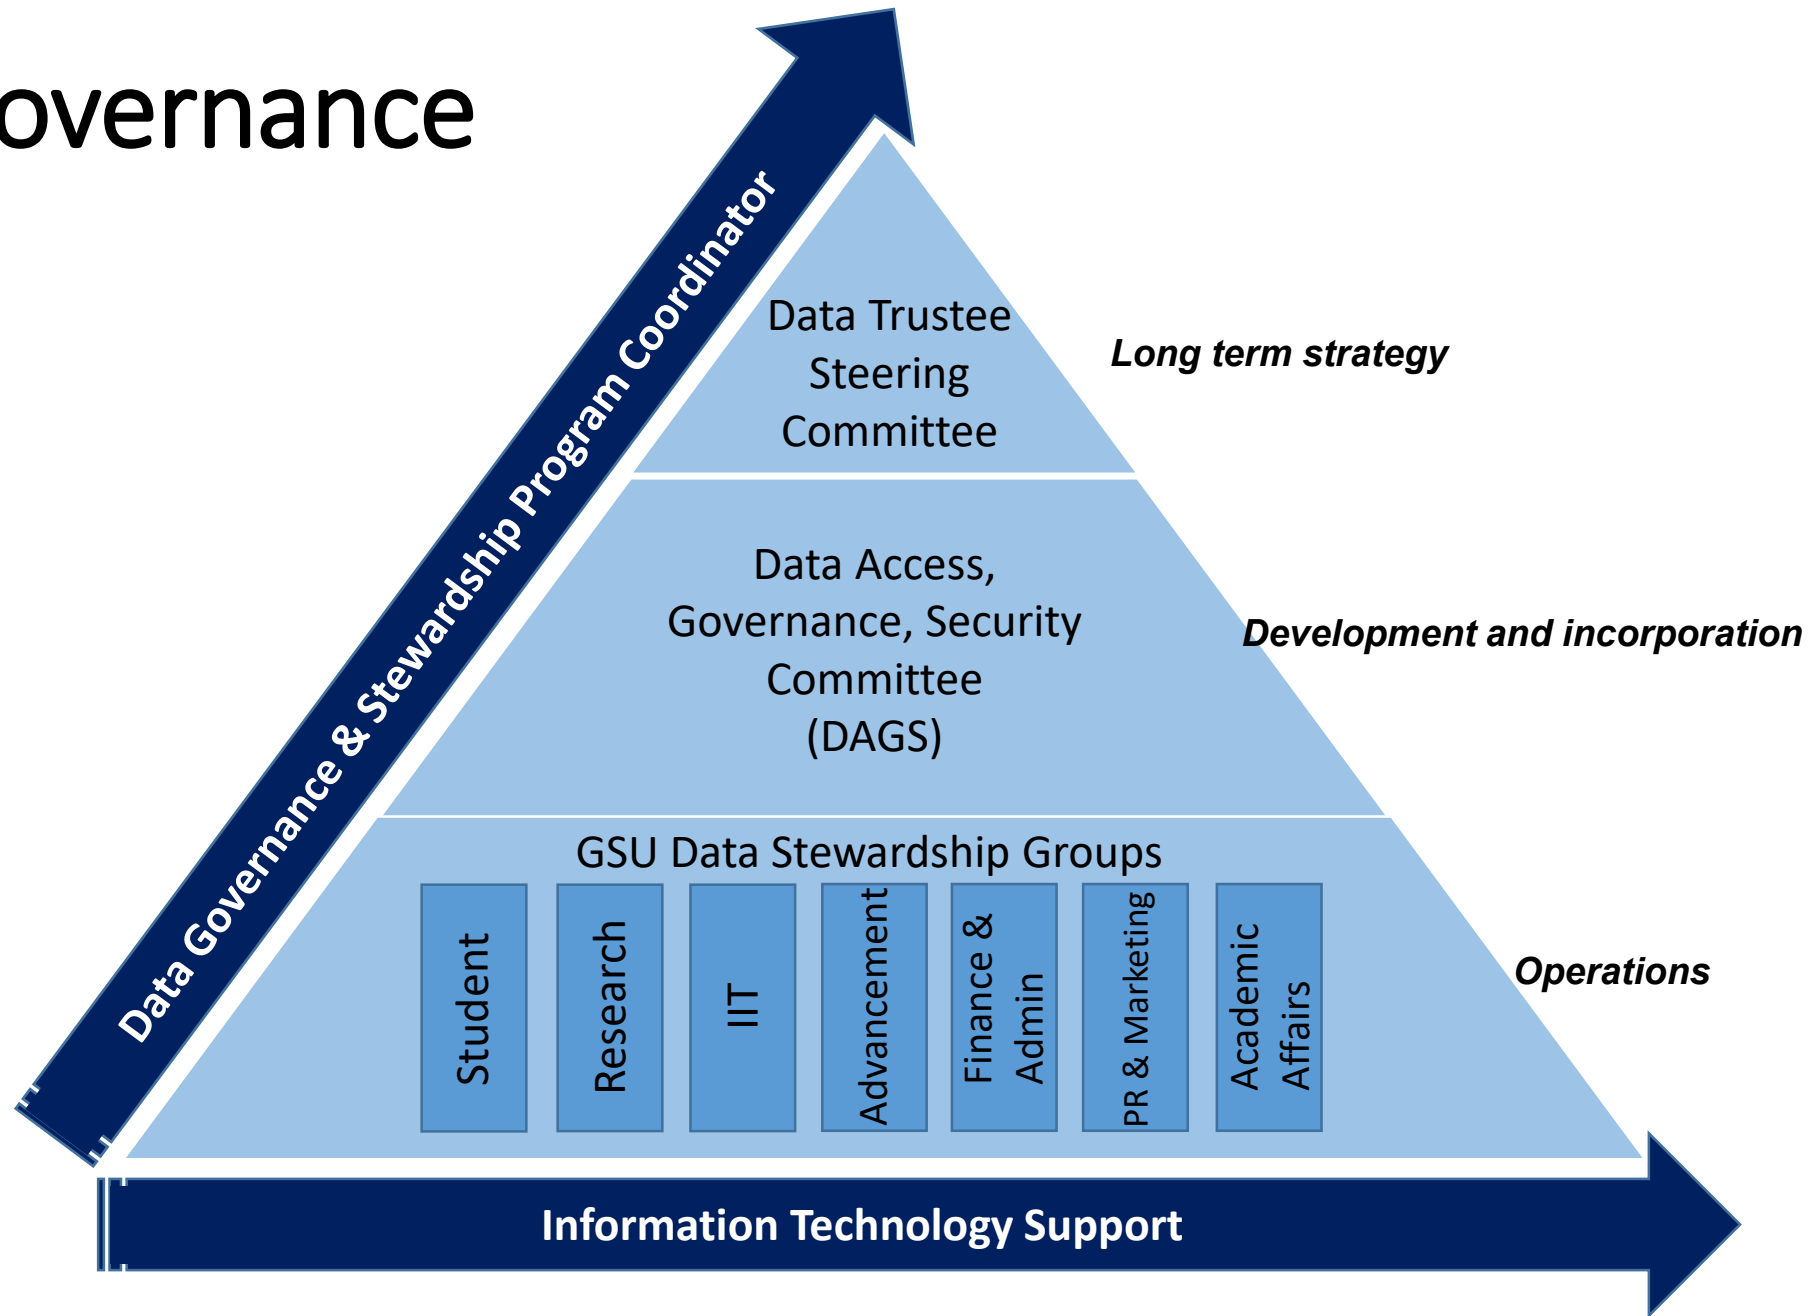 overnance
Data Governance & Stewardship Program Coordinator
Data Trustee
Steering
Committee
Long term strategy
Data Access,
Governance, Security
Committee
(DAGS)
Development and incorporation
GSU Data Stewardship Groups
Student
Research
IIT
Advancement
Finance &
Admin
PR & Marketing
Academic
Affairs
Operations
Information Technology Support